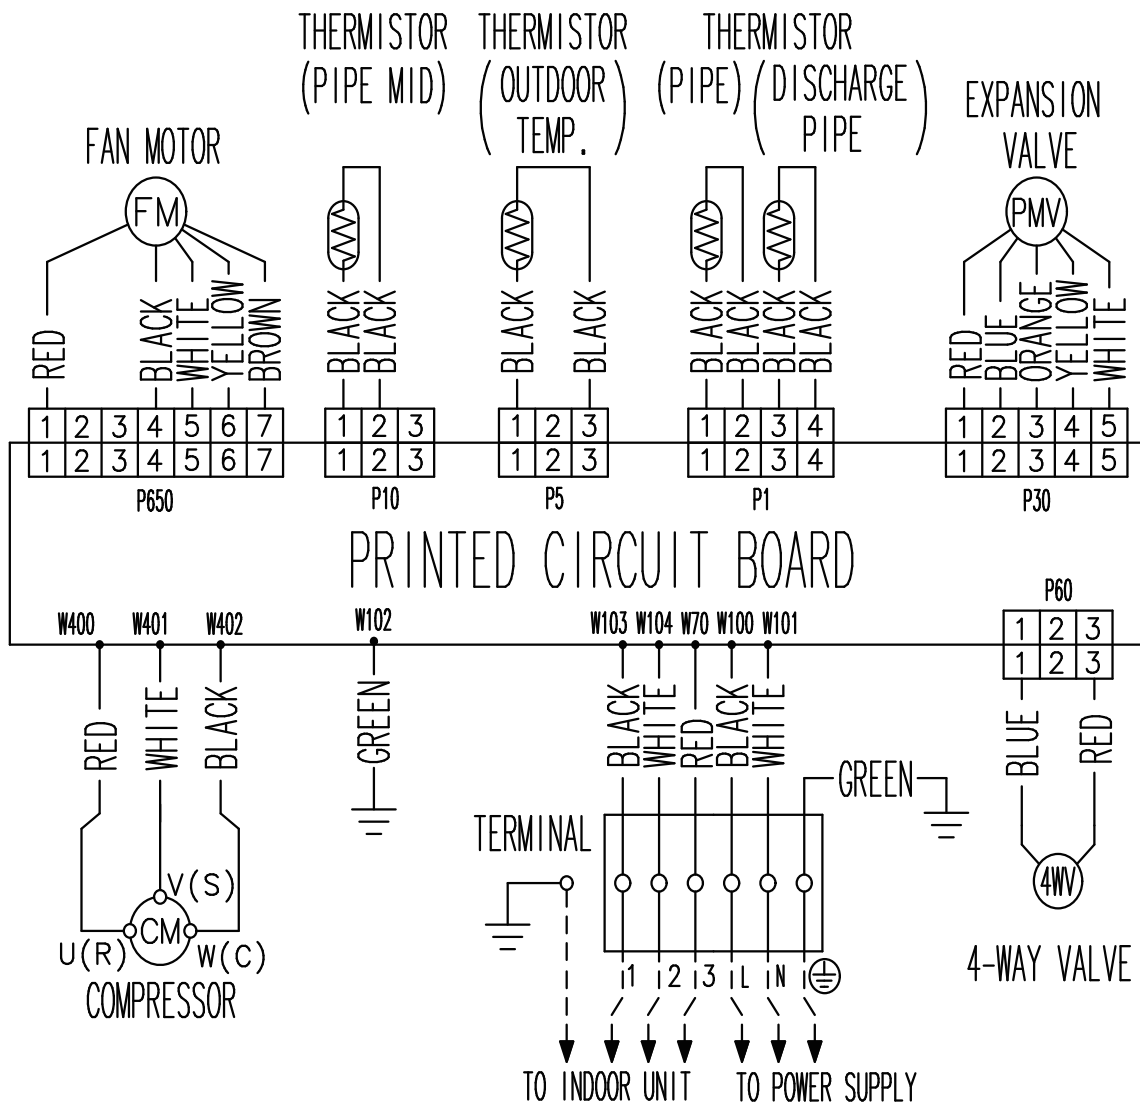 THERMISTOR THERMISTOR THERMISTOR
(PIPE MID) (OUTDOOR TEMP.) (PIPE) (DISCHARGE PIPE)
EXPANSION
VALVE
FAN MOTOR
FM
PMV
RED BLACK WHITE YELLOW BROWN
BLACK BLACK
BLACK BLACK
BLACK BLACK BLACK BLACK
RED BLUE ORANGE YELLOW WHITE
1 2 3 4 5 6 7 1 2 3 1 2 3 1 2 3 4 1 2 3 4 5
1 2 3 4 5 6 7 1 2 3 1 2 3 1 2 3 4 1 2 3 4 5
P650 P10 P5 P1 P30
PRINTED CIRCUIT BOARD
P60
W400 W401 W402 W102 W103 W104 W70 W100 W101
1 2 3
1 2 3
RED WHITE BLACK
GREEN
BLACK WHITE RED BLACK WHITE
BLUE RED
GREEN
TERMINAL
V(S)
CM
U(R) W(C)
COMPRESSOR
4WV
4-WAY VALVE
1 2 3 L N
TO INDOOR UNIT TO POWER SUPPLY